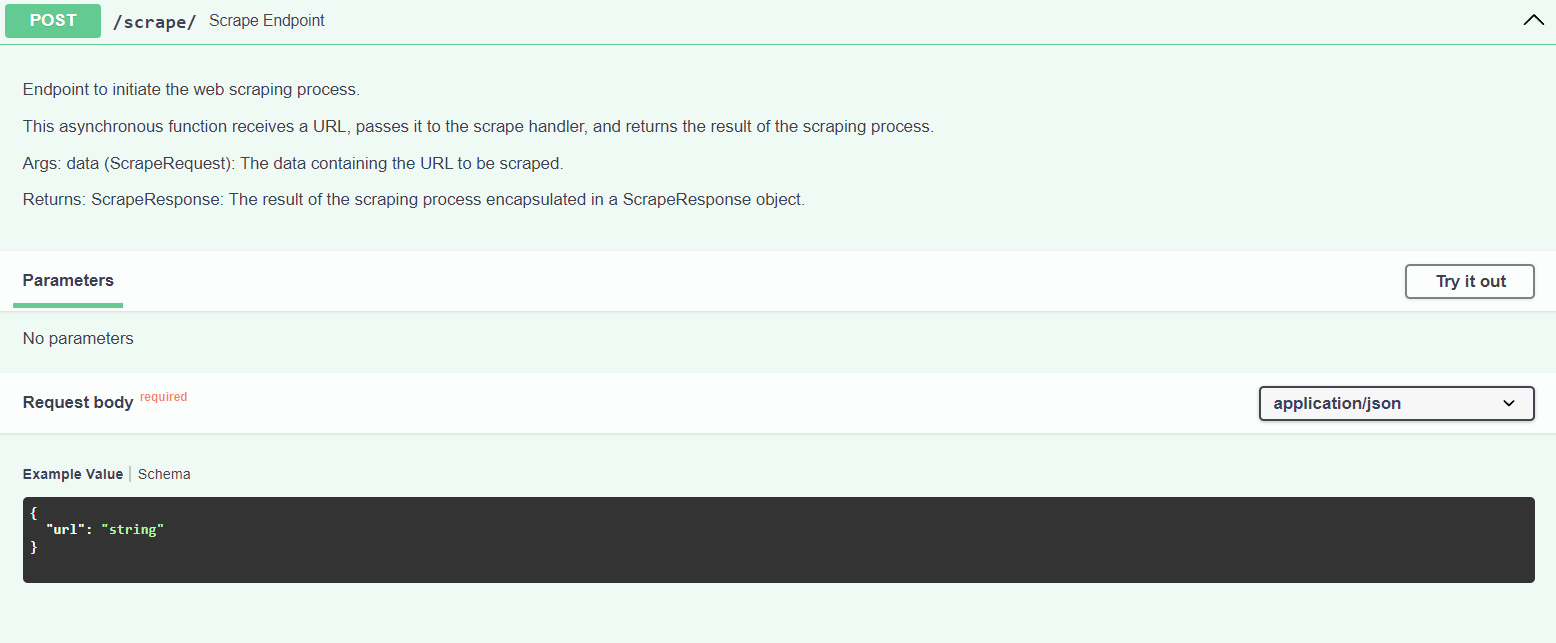 POST /scrape/ Scrape Endpoint
Endpoint to initiate the web scraping process.
This asynchronous function receives a URL, passes it to the scrape handler, and returns the result of the scraping process.
Args: data (ScrapeRequest): The data containing the URL to be scraped.
Returns: ScrapeResponse: The result of the scraping process encapsulated in a ScrapeResponse object.
Parameters Try it out
No parameters
Request body required application/json
Example Value Schema
{
  "url": "string"
}